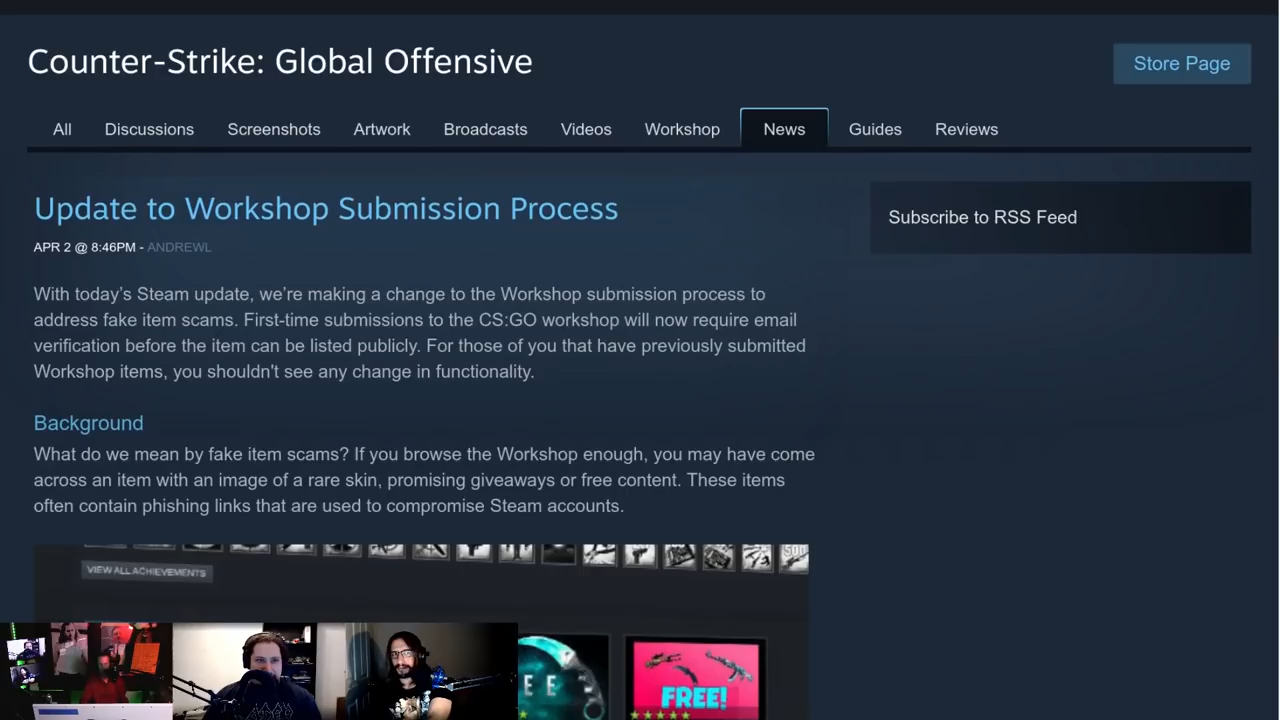 Counter-Strike: Global Offensive
Store Page
All Discussions Screenshots Artwork Broadcasts Videos Workshop News Guides Reviews
Update to Workshop Submission Process
APR 2 @ 8:46PM - ANDREWL
Subscribe to RSS Feed
With today’s Steam update, we’re making a change to the Workshop submission process to
address fake item scams. First-time submissions to the CS:GO workshop will now require email
verification before the item can be listed publicly. For those of you that have previously submitted
Workshop items, you shouldn't see any change in functionality.
Background
What do we mean by fake item scams? If you browse the Workshop enough, you may have come
across an item with an image of a rare skin, promising giveaways or free content. These items
often contain phishing links that are used to compromise Steam accounts.
VIEW ALL ACHIEVEMENTS
FREE!